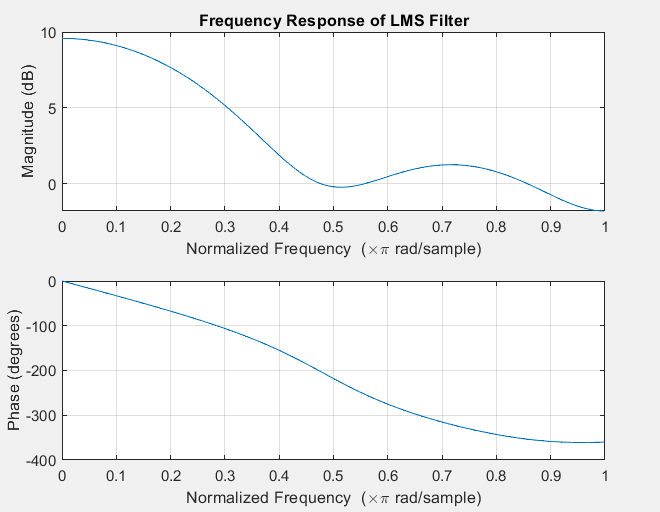 Frequency Response of LMS Filter
10
5
0
Magnitude (dB)
0 0.1 0.2 0.3 0.4 0.5 0.6 0.7 0.8 0.9 1
Normalized Frequency (×π rad/sample)
0
-100
-200
-300
-400
Phase (degrees)
0 0.1 0.2 0.3 0.4 0.5 0.6 0.7 0.8 0.9 1
Normalized Frequency (×π rad/sample)